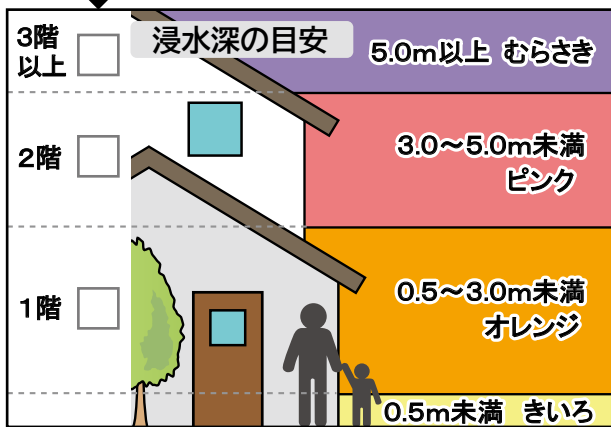 浸水深の目安
3階
以上
5.0m以上 むらさき
2階
3.0〜5.0m未満
ピンク
1階
0.5〜3.0m未満
オレンジ
0.5m未満 きいろ